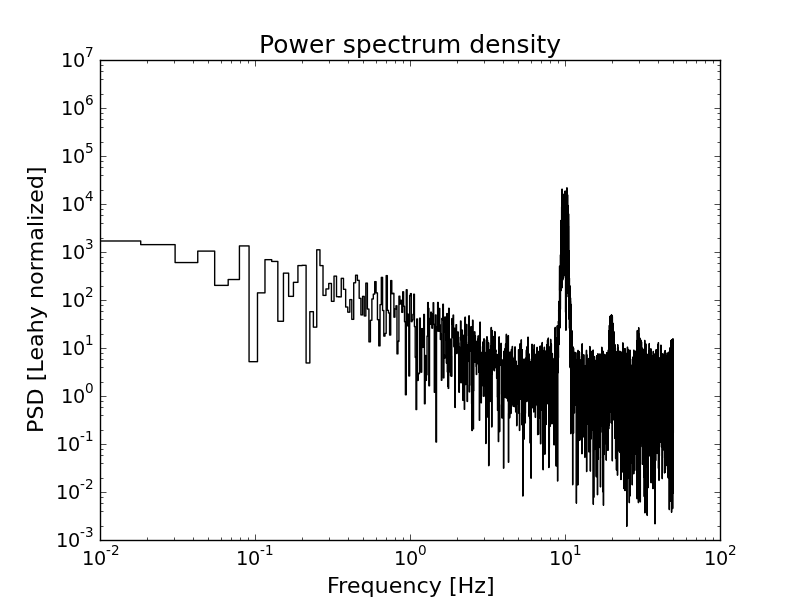 Power spectrum density
10^7
10^6
10^5
10^4
10^3
10^2
10^1
10^0
10^-1
10^-2
10^-3
PSD [Leahy normalized]
10^-2 10^-1 10^0 10^1 10^2
Frequency [Hz]